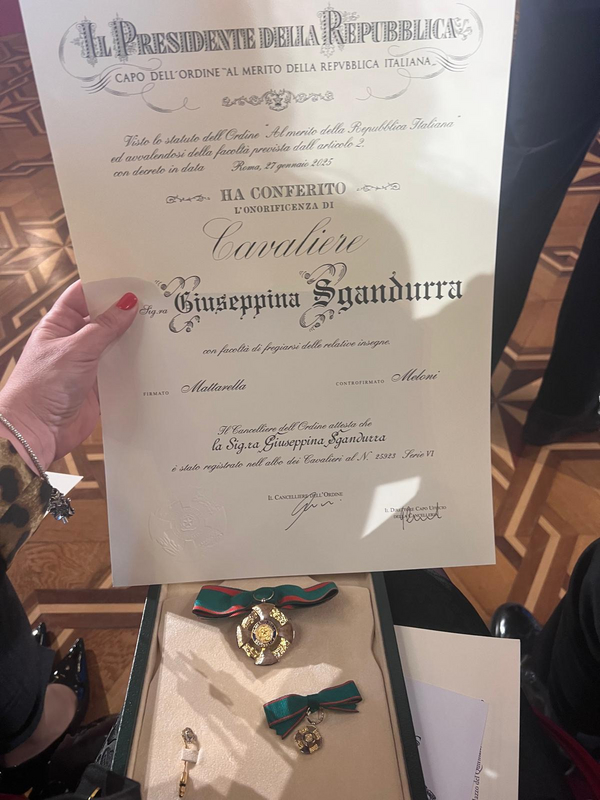 IL PRESIDENTE DELLA REPUBBLICA
CAPO DELL'ORDINE "AL MERITO DELLA REPVBBLICA ITALIANA„
Visto lo statuto dell'Ordine "Al merito della Repubblica Italiana"
ed avvalendosi della facoltà prevista dall'articolo 2.
con decreto in data Roma, 27 gennaio 2025
HA CONFERITO
L'ONORIFICENZA DI
Cavaliere
Sig.ra Giuseppina Sgandurra
con facoltà di fregiarsi delle relative insegne.
FIRMATO Mattarella CONTROFIRMATO Meloni
Il Cancelliere dell'Ordine attesta che
la Sig.ra Giuseppina Sgandurra
è stato registrato nell'albo dei Cavalieri al N. 25923 Serie VI
IL CANCELLIERE DELL'ORDINE